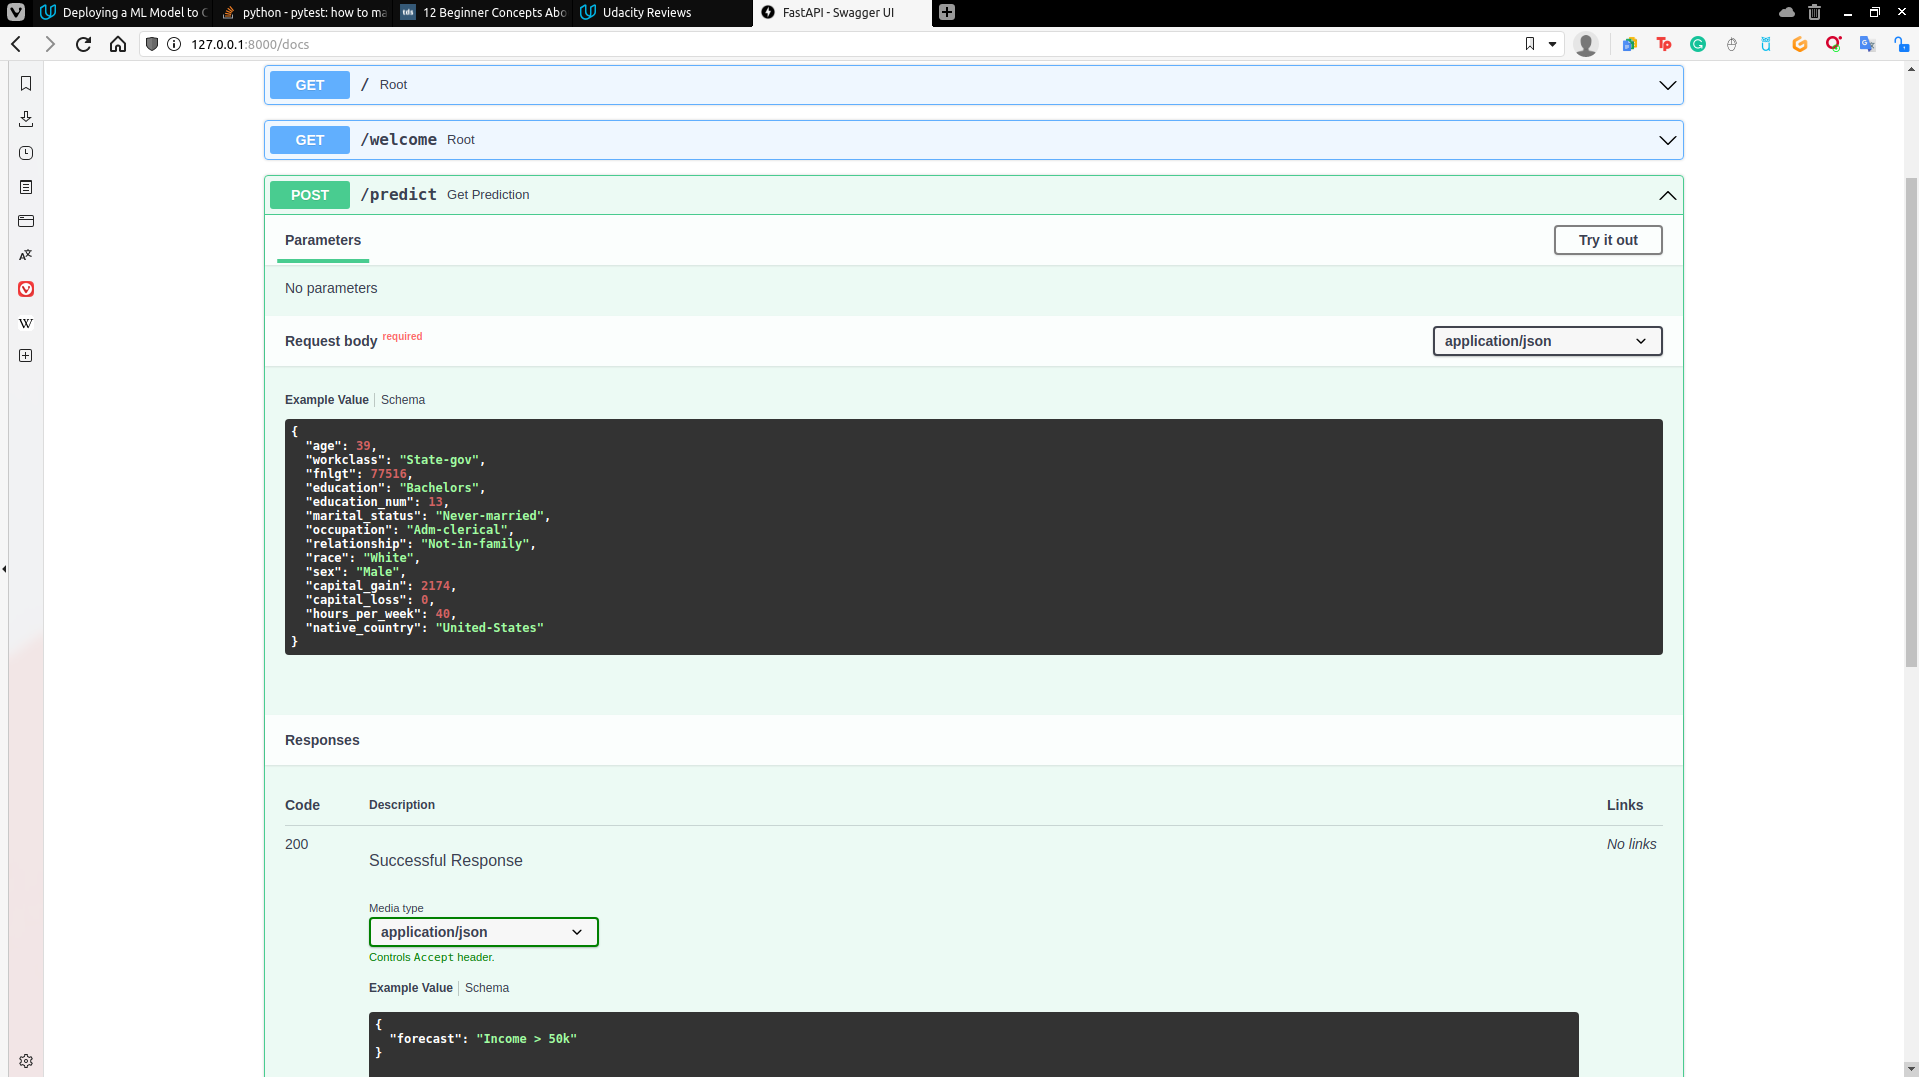 Deploying a ML Model to C
python - pytest: how to ma
tds 12 Beginner Concepts Abo
Udacity Reviews
FastAPI - Swagger UI
127.0.0.1:8000/docs
GET / Root
GET /welcome Root
POST /predict Get Prediction
Parameters
Try it out
No parameters
Request body required
application/json
Example Value | Schema
{
"age": 39,
"workclass": "State-gov",
"fnlgt": 77516,
"education": "Bachelors",
"education_num": 13,
"marital_status": "Never-married",
"occupation": "Adm-clerical",
"relationship": "Not-in-family",
"race": "White",
"sex": "Male",
"capital_gain": 2174,
"capital_loss": 0,
"hours_per_week": 40,
"native_country": "United-States"
}
Responses
Code Description Links
200 No links
Successful Response
Media type
application/json
Controls Accept header.
Example Value | Schema
{
"forecast": "Income > 50k"
}